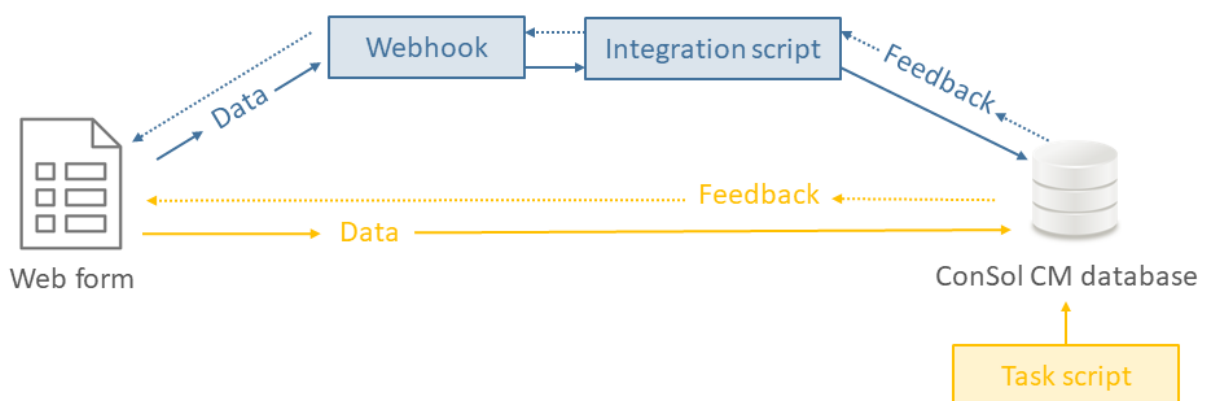 Webhook
Integration script
Data
Feedback
Feedback
Data
Web form
ConSol CM database
Task script